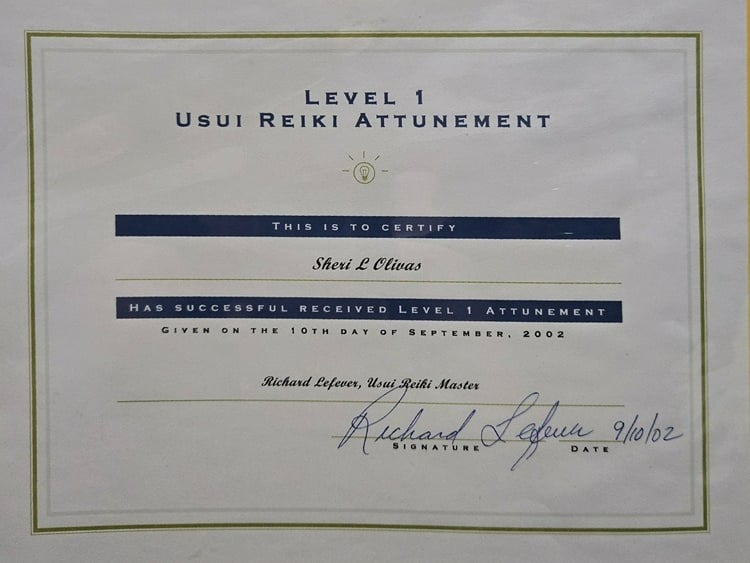 LEVEL 1
USUI REIKI ATTUNEMENT
THIS IS TO CERTIFY
Sheri L Olivas
HAS SUCCESSFUL RECEIVED LEVEL 1 ATTUNEMENT
GIVEN ON THE 10TH DAY OF SEPTEMBER, 2002
Richard Lefever, Usui Reiki Master
Richard Lefever 9/10/02
SIGNATURE DATE